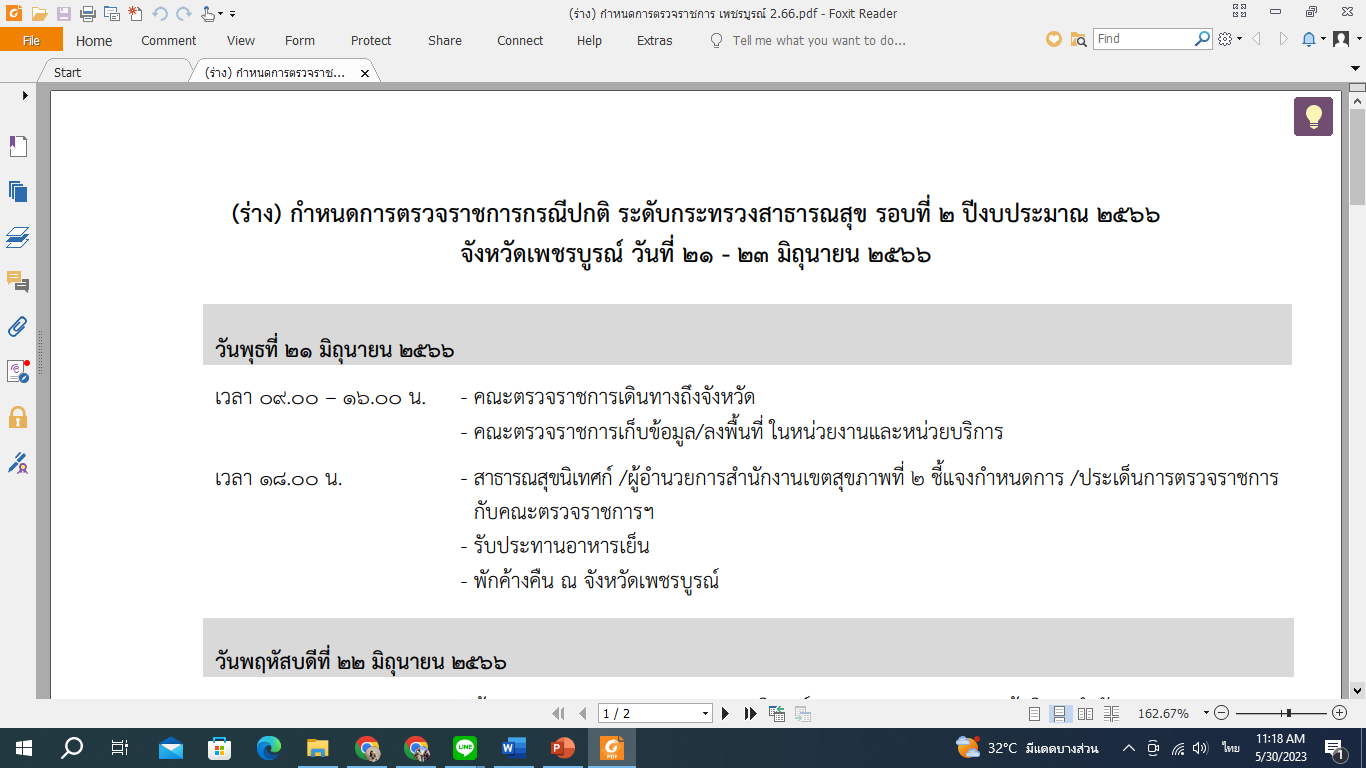 (ร่าง) กำหนดการตรวจราชการ เพชรบูรณ์ 2.66.pdf - Foxit Reader
File Home Comment View Form Protect Share Connect Help Extras Tell me what you want to do... Find
Start (ร่าง) กำหนดการตรวจราช... ×
(ร่าง) กำหนดการตรวจราชการกรณีปกติ ระดับกระทรวงสาธารณสุข รอบที่ ๒ ปีงบประมาณ ๒๕๖๖
จังหวัดเพชรบูรณ์ วันที่ ๒๑ - ๒๓ มิถุนายน ๒๕๖๖
วันพุธที่ ๒๑ มิถุนายน ๒๕๖๖
เวลา ๐๙.๐๐ – ๑๖.๐๐ น. - คณะตรวจราชการเดินทางถึงจังหวัด
- คณะตรวจราชการเก็บข้อมูล/ลงพื้นที่ ในหน่วยงานและหน่วยบริการ
เวลา ๑๘.๐๐ น. - สาธารณสุขนิเทศก์ /ผู้อำนวยการสำนักงานเขตสุขภาพที่ ๒ ชี้แจงกำหนดการ /ประเด็นการตรวจราชการ
กับคณะตรวจราชการฯ
- รับประทานอาหารเย็น
- พักค้างคืน ณ จังหวัดเพชรบูรณ์
วันพฤหัสบดีที่ ๒๒ มิถุนายน ๒๕๖๖
1 / 2 162.67%
32°C มีแดดบางส่วน ไทย 11:18 AM
5/30/2023 1